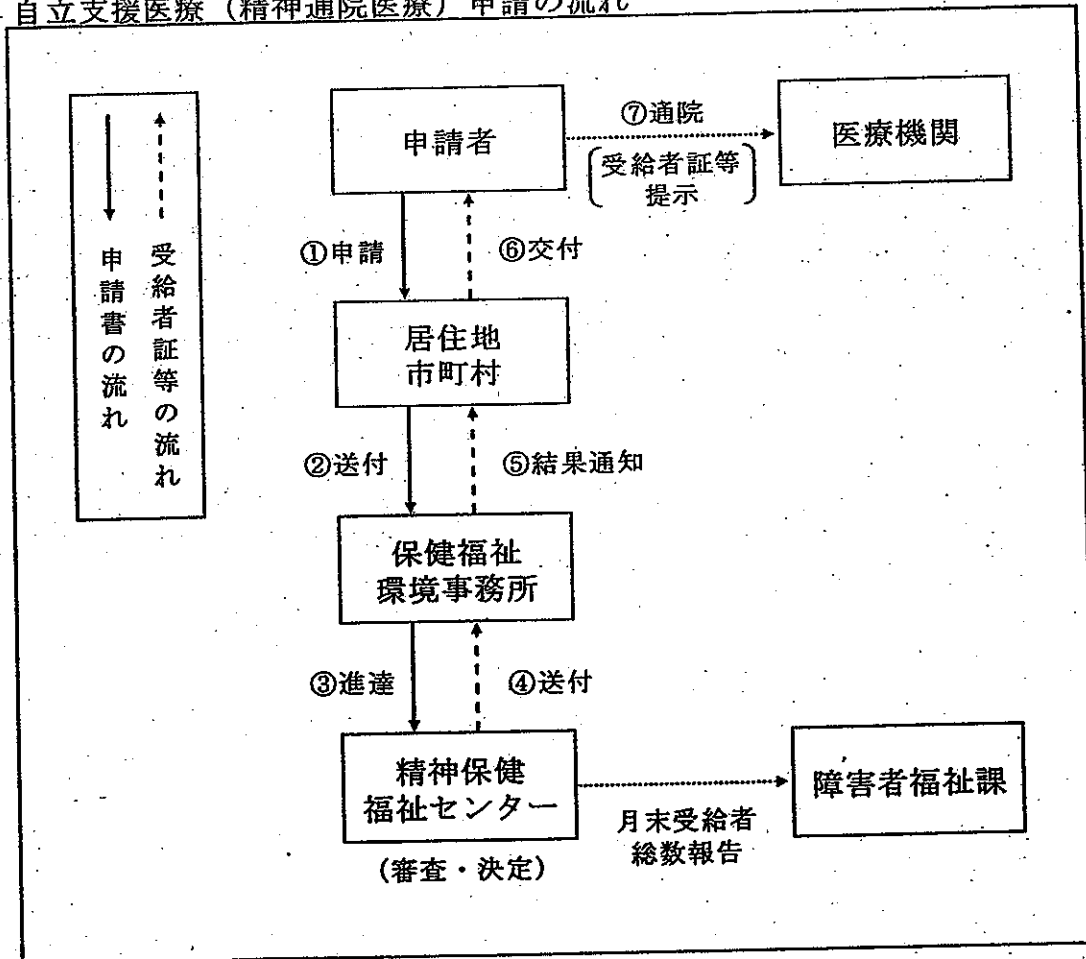 自立支援医療（精神通院医療）申請の流れ
申請書の流れ
受給者証等の流れ
申請者
⑦通院
受給者証等
提示
医療機関
①申請
⑥交付
居住地
市町村
②送付
⑤結果通知
保健福祉
環境事務所
③進達
④送付
精神保健
福祉センター
(審査・決定)
月末受給者
総数報告
障害者福祉課